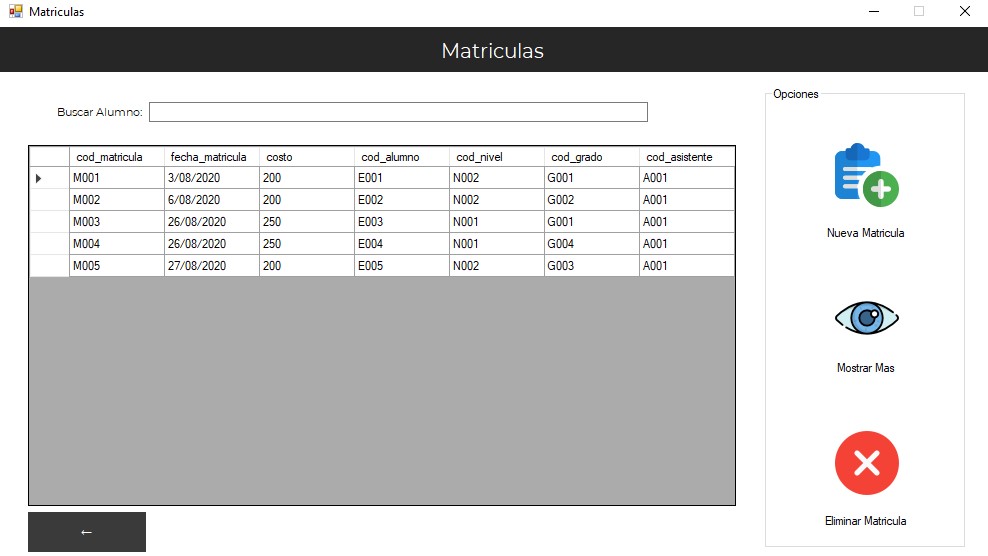 Matriculas
Matriculas
Buscar Alumno:
Opciones
cod_matricula fecha_matricula costo cod_alumno cod_nivel cod_grado cod_asistente
M001 3/08/2020 200 E001 N002 G001 A001
M002 6/08/2020 200 E002 N002 G002 A001
M003 26/08/2020 250 E003 N001 G001 A001
M004 26/08/2020 250 E004 N001 G004 A001
M005 27/08/2020 200 E005 N002 G003 A001
Nueva Matricula
Mostrar Mas
Eliminar Matricula
←